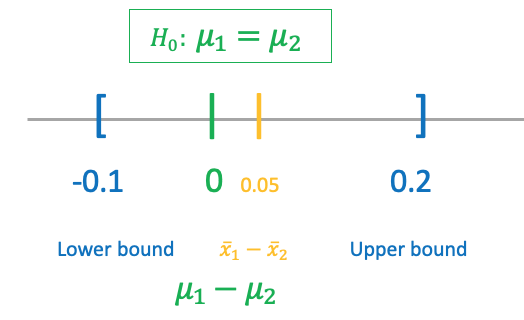 H₀: μ₁ = μ₂
[ ]
-0.1 0 0.05 0.2
Lower bound x̄₁ − x̄₂ Upper bound
μ₁ − μ₂